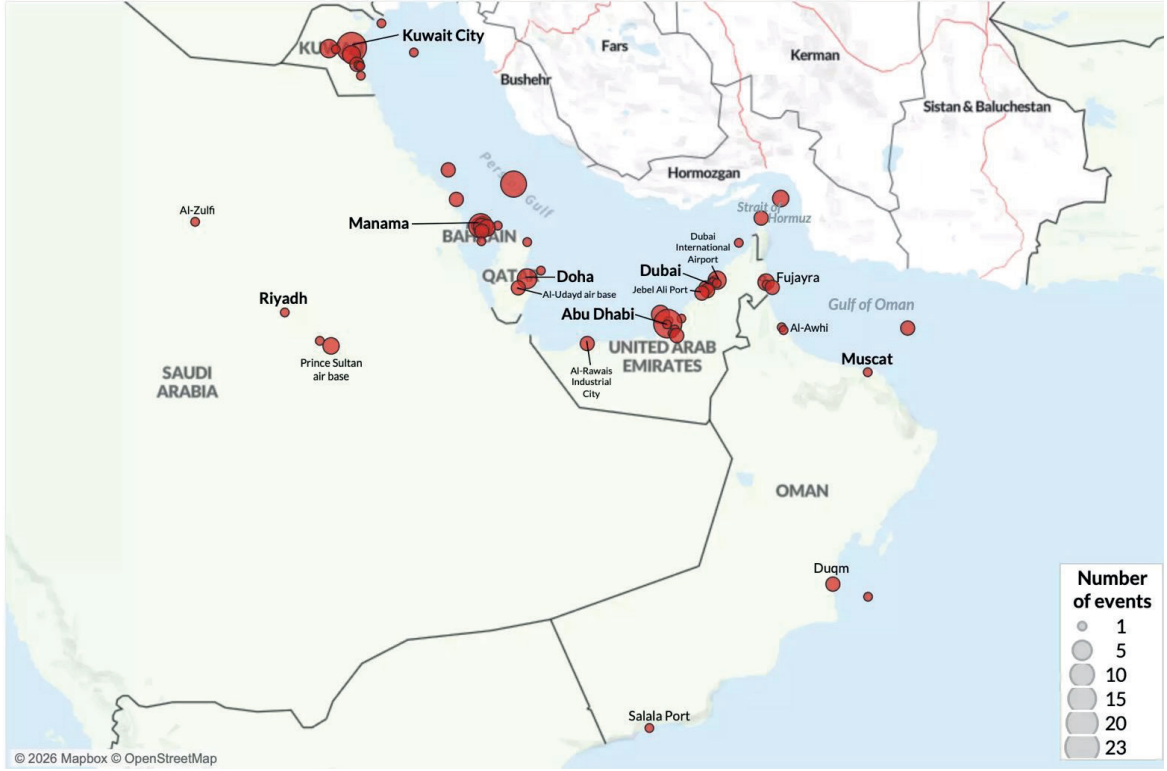 Kuwait City
KUWAIT
Fars
Kerman
Bushehr
Sistan & Baluchestan
Hormozgan
Persian Gulf
Al-Zulfi
Strait of
Hormuz
Manama
BAHRAIN
Dubai
International
Airport
QATAR
Doha
Dubai
Fujayra
Al-Udayd air base
Jebel Ali Port
Riyadh
Abu Dhabi
Gulf of Oman
Al-Awhi
UNITED ARAB
EMIRATES
Muscat
Prince Sultan
air base
Al-Rawais
Industrial
City
SAUDI
ARABIA
OMAN
Duqm
Salala Port
Number
of events
1
5
10
15
20
23
© 2026 Mapbox © OpenStreetMap